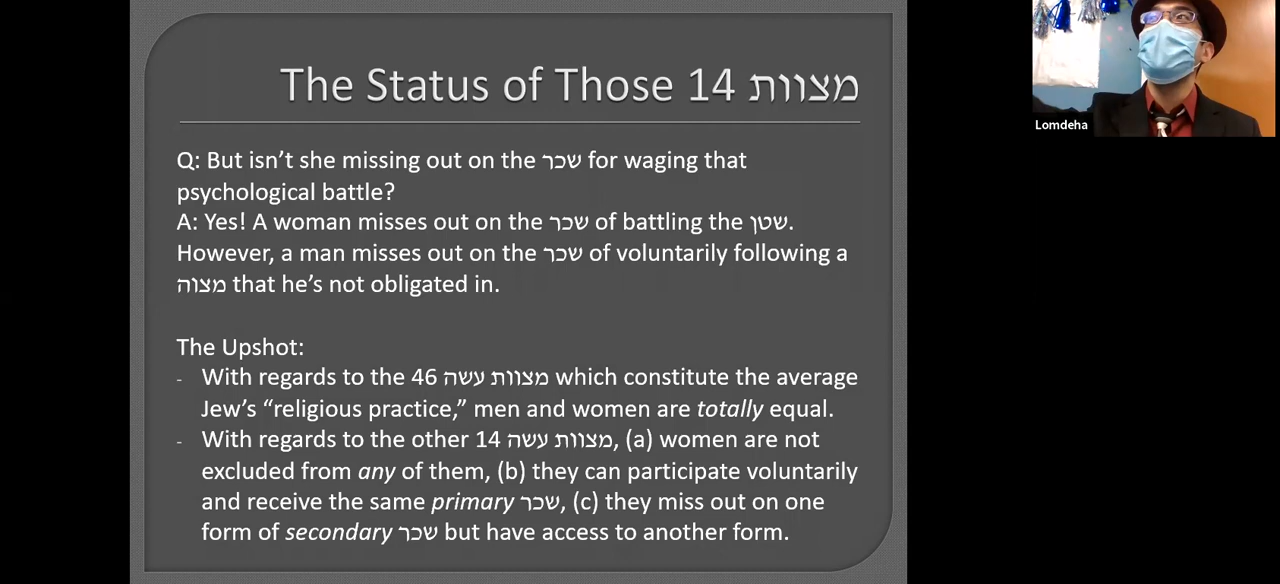 The Status of Those 14 מצוות
Q: But isn't she missing out on the שכר for waging that
psychological battle?
A: Yes! A woman misses out on the שכר of battling the שטן.
However, a man misses out on the שכר of voluntarily following a
מצוה that he's not obligated in.
The Upshot:
- With regards to the 46 מצוות עשה which constitute the average
Jew's “religious practice,” men and women are totally equal.
- With regards to the other 14 מצוות עשה, (a) women are not
excluded from any of them, (b) they can participate voluntarily
and receive the same primary שכר, (c) they miss out on one
form of secondary שכר but have access to another form.
Lomdeha